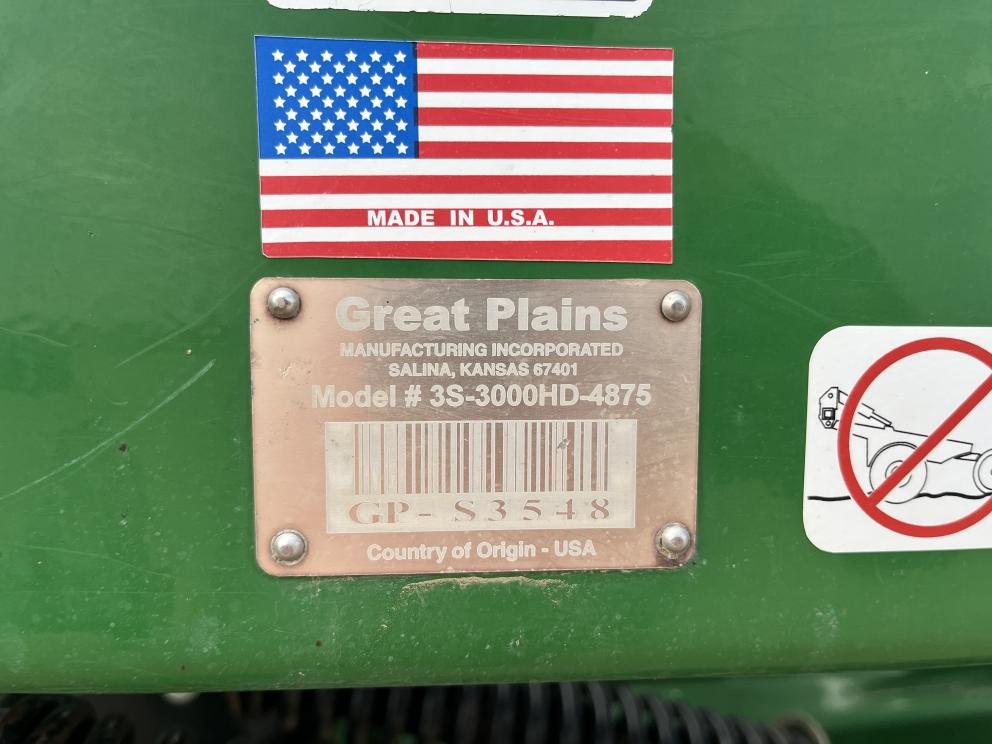 MADE IN U.S.A.
Great Plains
MANUFACTURING INCORPORATED
SALINA, KANSAS 67401
Model # 3S-3000HD-4875
GP- S3548
Country of Origin - USA